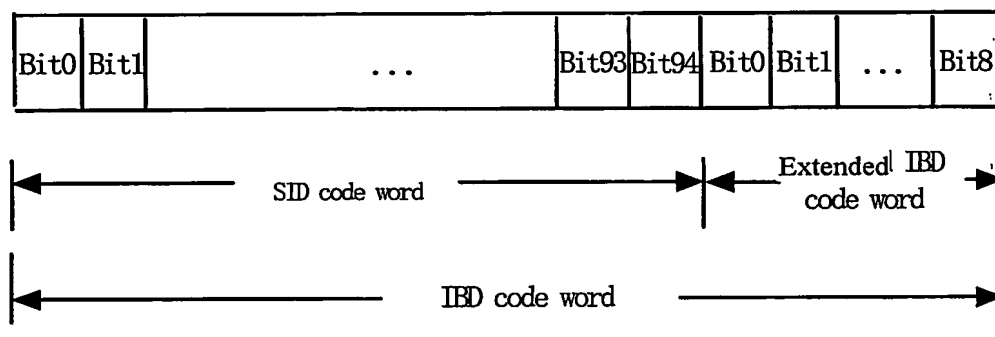 Bit0 Bit1 ... Bit93 Bit94 Bit0 Bit1 ... Bit8
SID code word
Extended IBD
code word
IBD code word